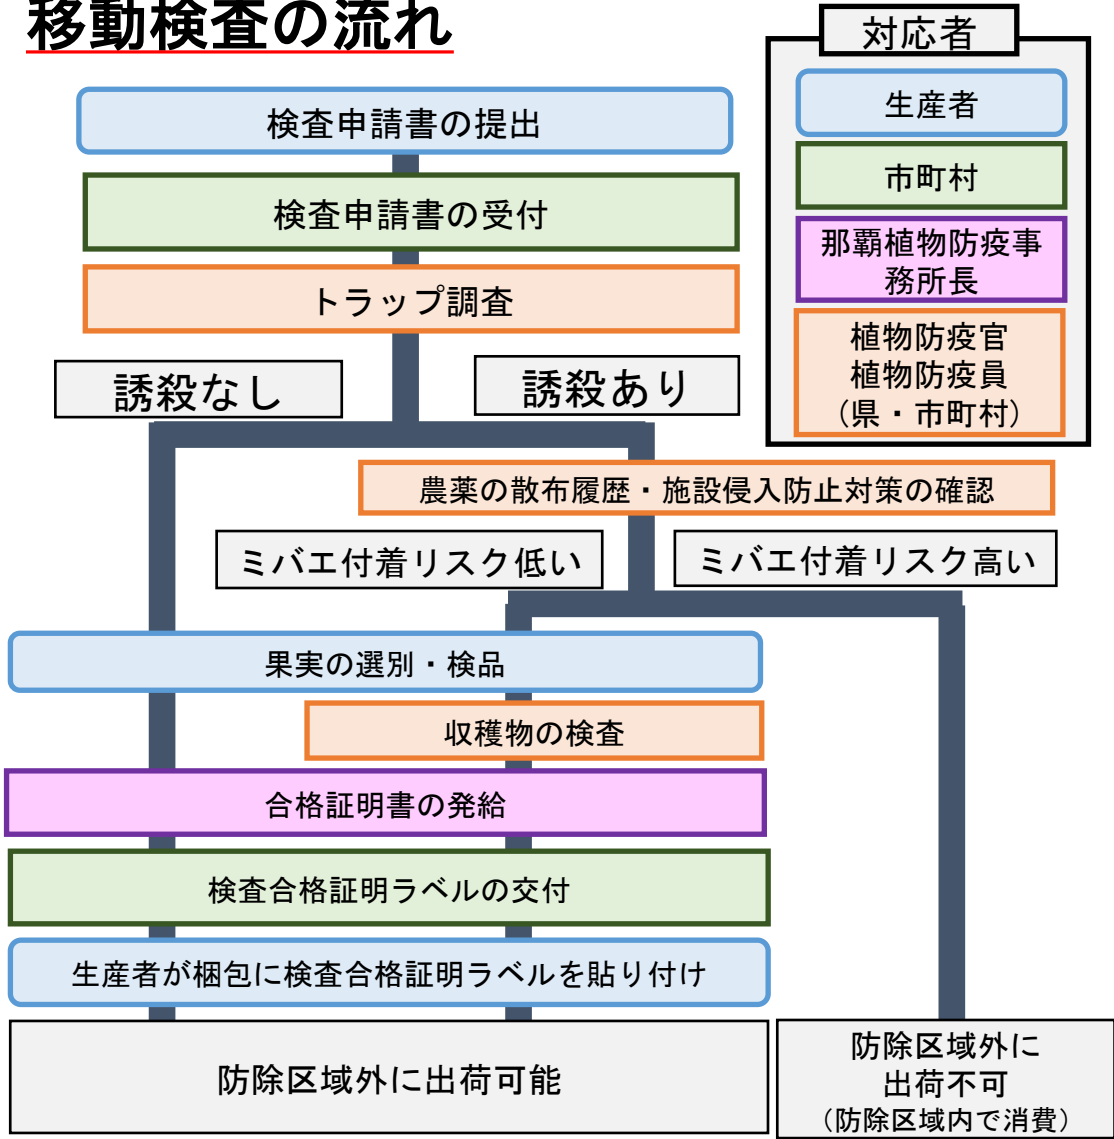 移動検査の流れ
対応者
生産者
市町村
那覇植物防疫事
務所長
植物防疫官
植物防疫員
（県・市町村）
検査申請書の提出
検査申請書の受付
トラップ調査
誘殺なし
誘殺あり
農薬の散布履歴・施設侵入防止対策の確認
ミバエ付着リスク低い
ミバエ付着リスク高い
果実の選別・検品
収穫物の検査
合格証明書の発給
検査合格証明ラベルの交付
生産者が梱包に検査合格証明ラベルを貼り付け
防除区域外に出荷可能
防除区域外に
出荷不可
（防除区域内で消費）